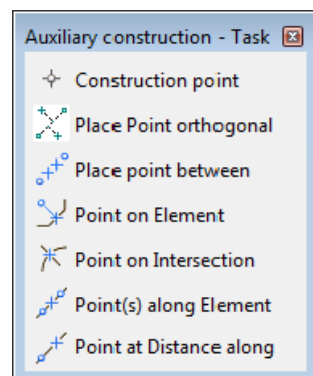 Auxiliary construction - Task
Construction point
Place Point orthogonal
Place point between
Point on Element
Point on Intersection
Point(s) along Element
Point at Distance along